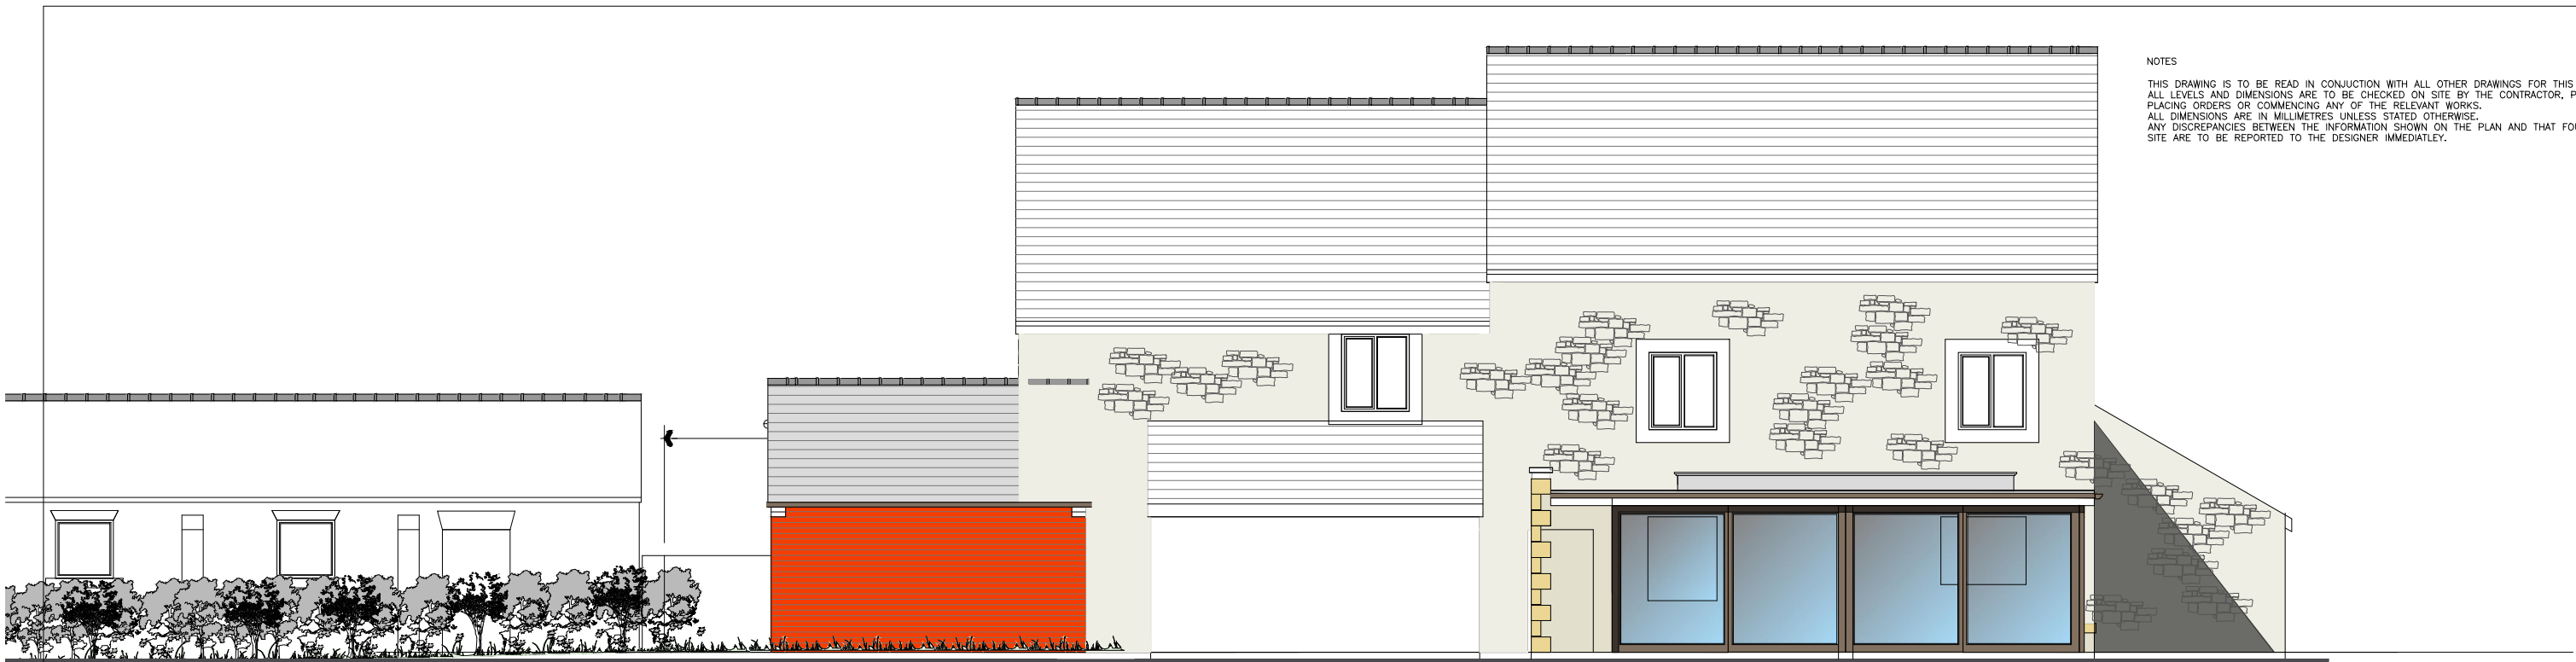 NOTES
THIS DRAWING IS TO BE READ IN CONJUCTION WITH ALL OTHER DRAWINGS FOR THIS
ALL LEVELS AND DIMENSIONS ARE TO BE CHECKED ON SITE BY THE CONTRACTOR, P
PLACING ORDERS OR COMMENCING ANY OF THE RELEVANT WORKS.
ALL DIMENSIONS ARE IN MILLIMETRES UNLESS STATED OTHERWISE.
ANY DISCREPANCIES BETWEEN THE INFORMATION SHOWN ON THE PLAN AND THAT FOU
SITE ARE TO BE REPORTED TO THE DESIGNER IMMEDIATLEY.